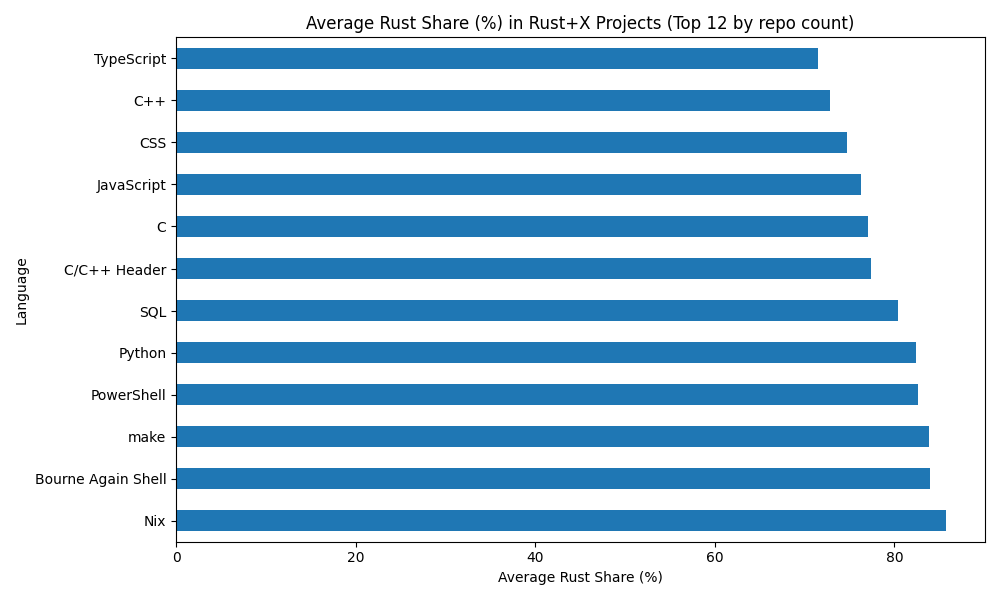 Average Rust Share (%) in Rust+X Projects (Top 12 by repo count)
TypeScript
C++
CSS
JavaScript
C
C/C++ Header
SQL
Python
PowerShell
make
Bourne Again Shell
Nix
Language
0 20 40 60 80
Average Rust Share (%)